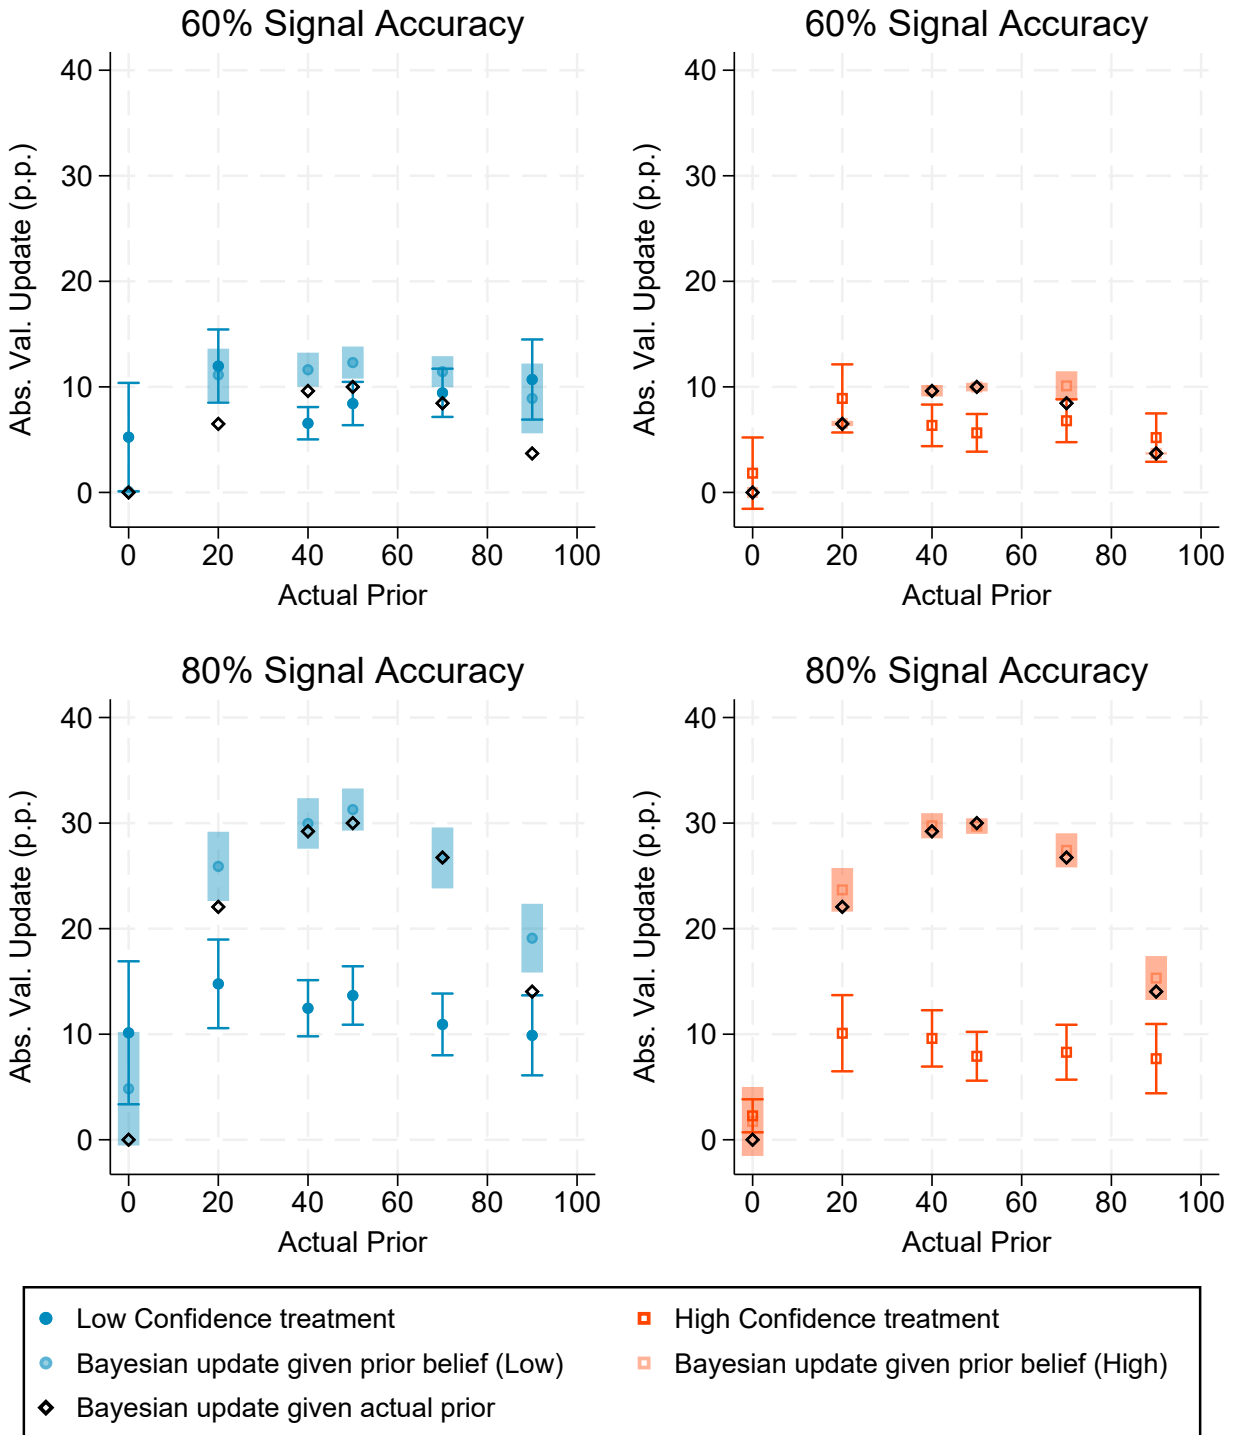 60% Signal Accuracy
Abs. Val. Update (p.p.)
40
30
20
10
0
0 20 40 60 80 100
Actual Prior
60% Signal Accuracy
Abs. Val. Update (p.p.)
40
30
20
10
0
0 20 40 60 80 100
Actual Prior
80% Signal Accuracy
Abs. Val. Update (p.p.)
40
30
20
10
0
0 20 40 60 80 100
Actual Prior
80% Signal Accuracy
Abs. Val. Update (p.p.)
40
30
20
10
0
0 20 40 60 80 100
Actual Prior
Low Confidence treatment
High Confidence treatment
Bayesian update given prior belief (Low)
Bayesian update given prior belief (High)
Bayesian update given actual prior